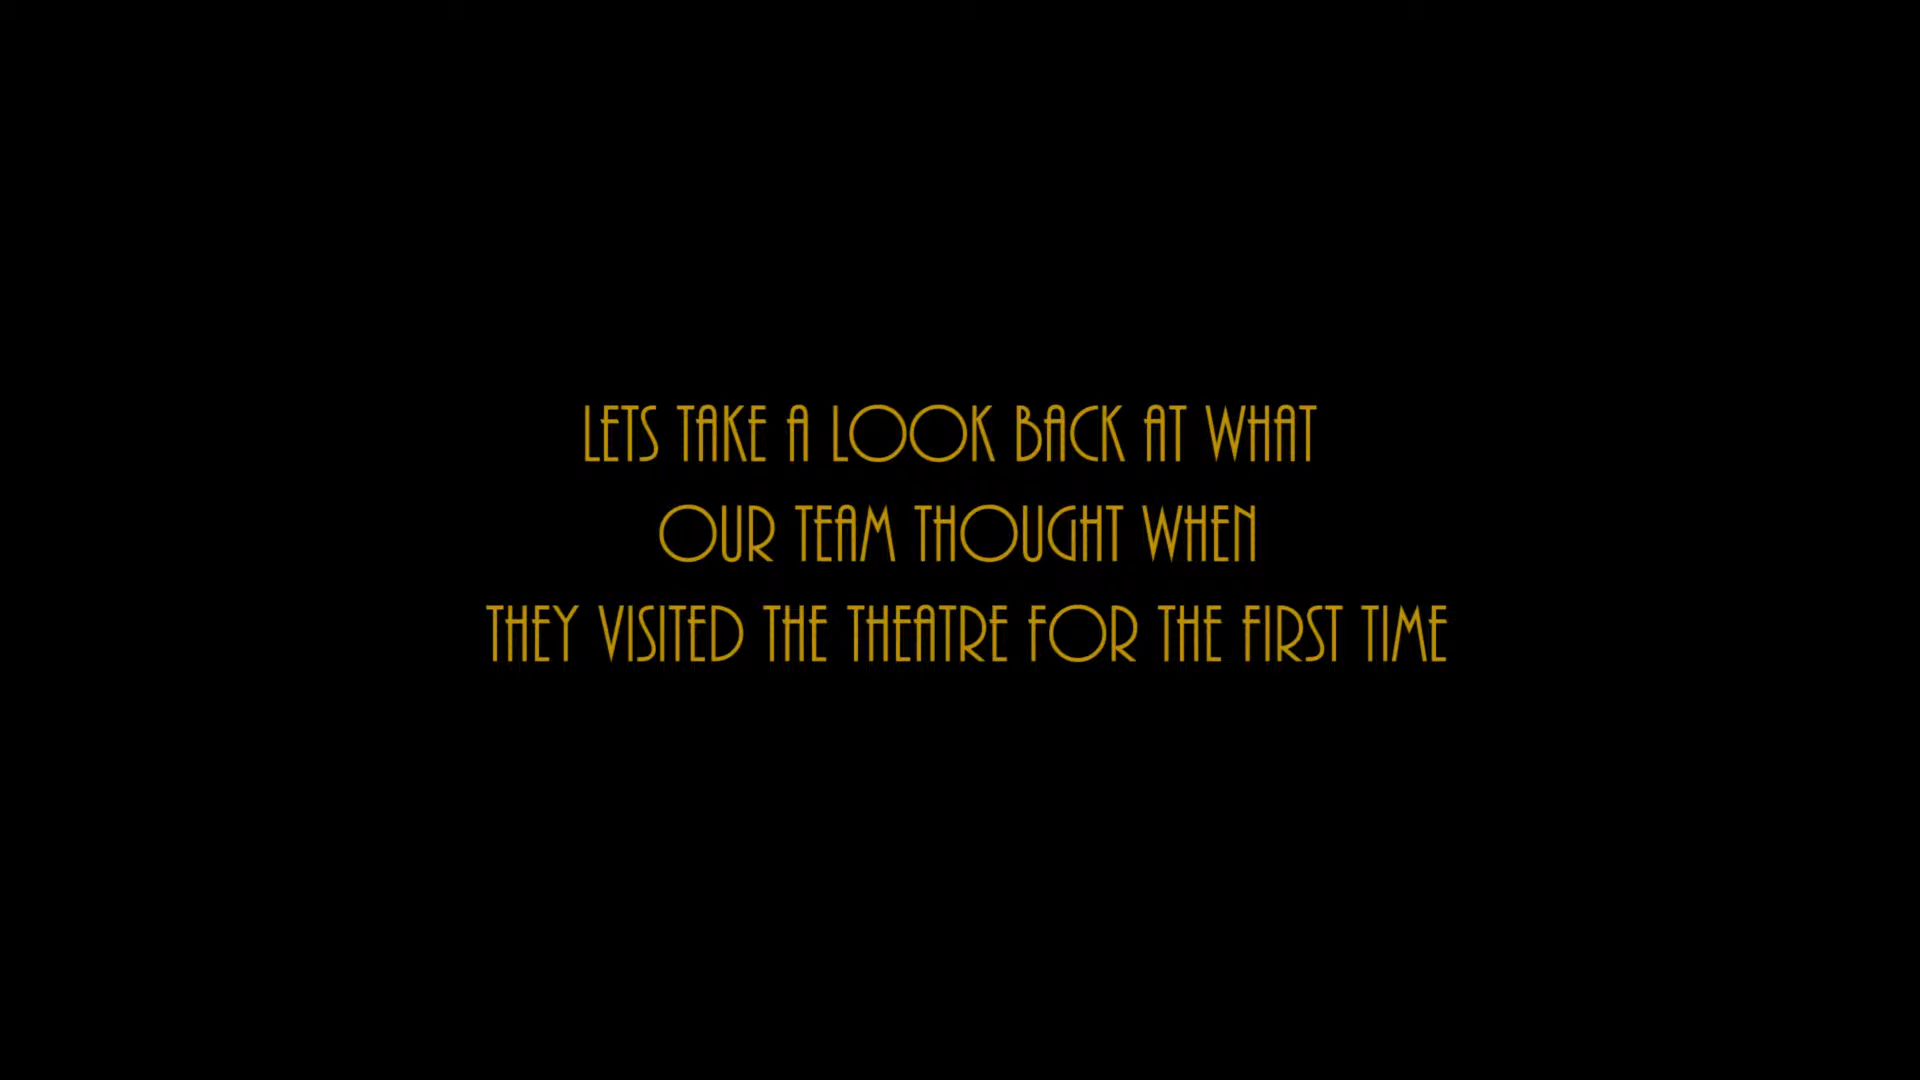 LETS TAKE A LOOK BACK AT WHAT
OUR TEAM THOUGHT WHEN
THEY VISITED THE THEATRE FOR THE FIRST TIME